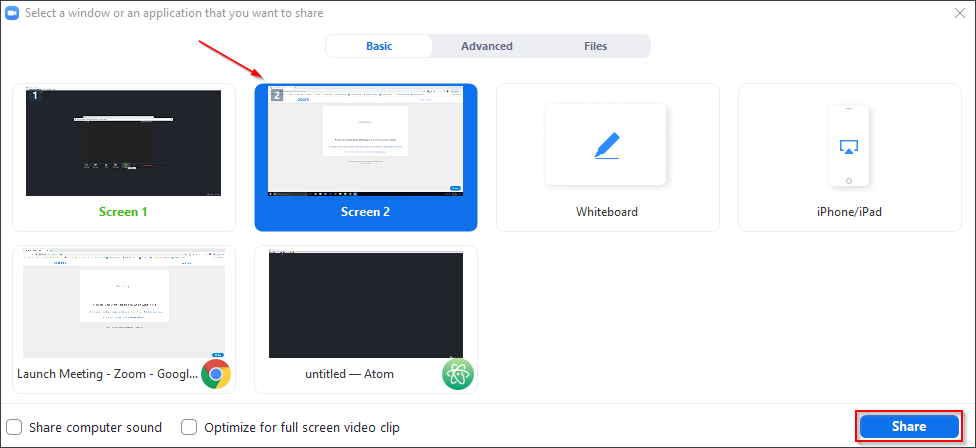 Select a window or an application that you want to share
Basic
Advanced
Files
1
2
zoom
Screen 1
Screen 2
Whiteboard
iPhone/iPad
Launch Meeting - Zoom - Googl...
untitled — Atom
Share computer sound
Optimize for full screen video clip
Share